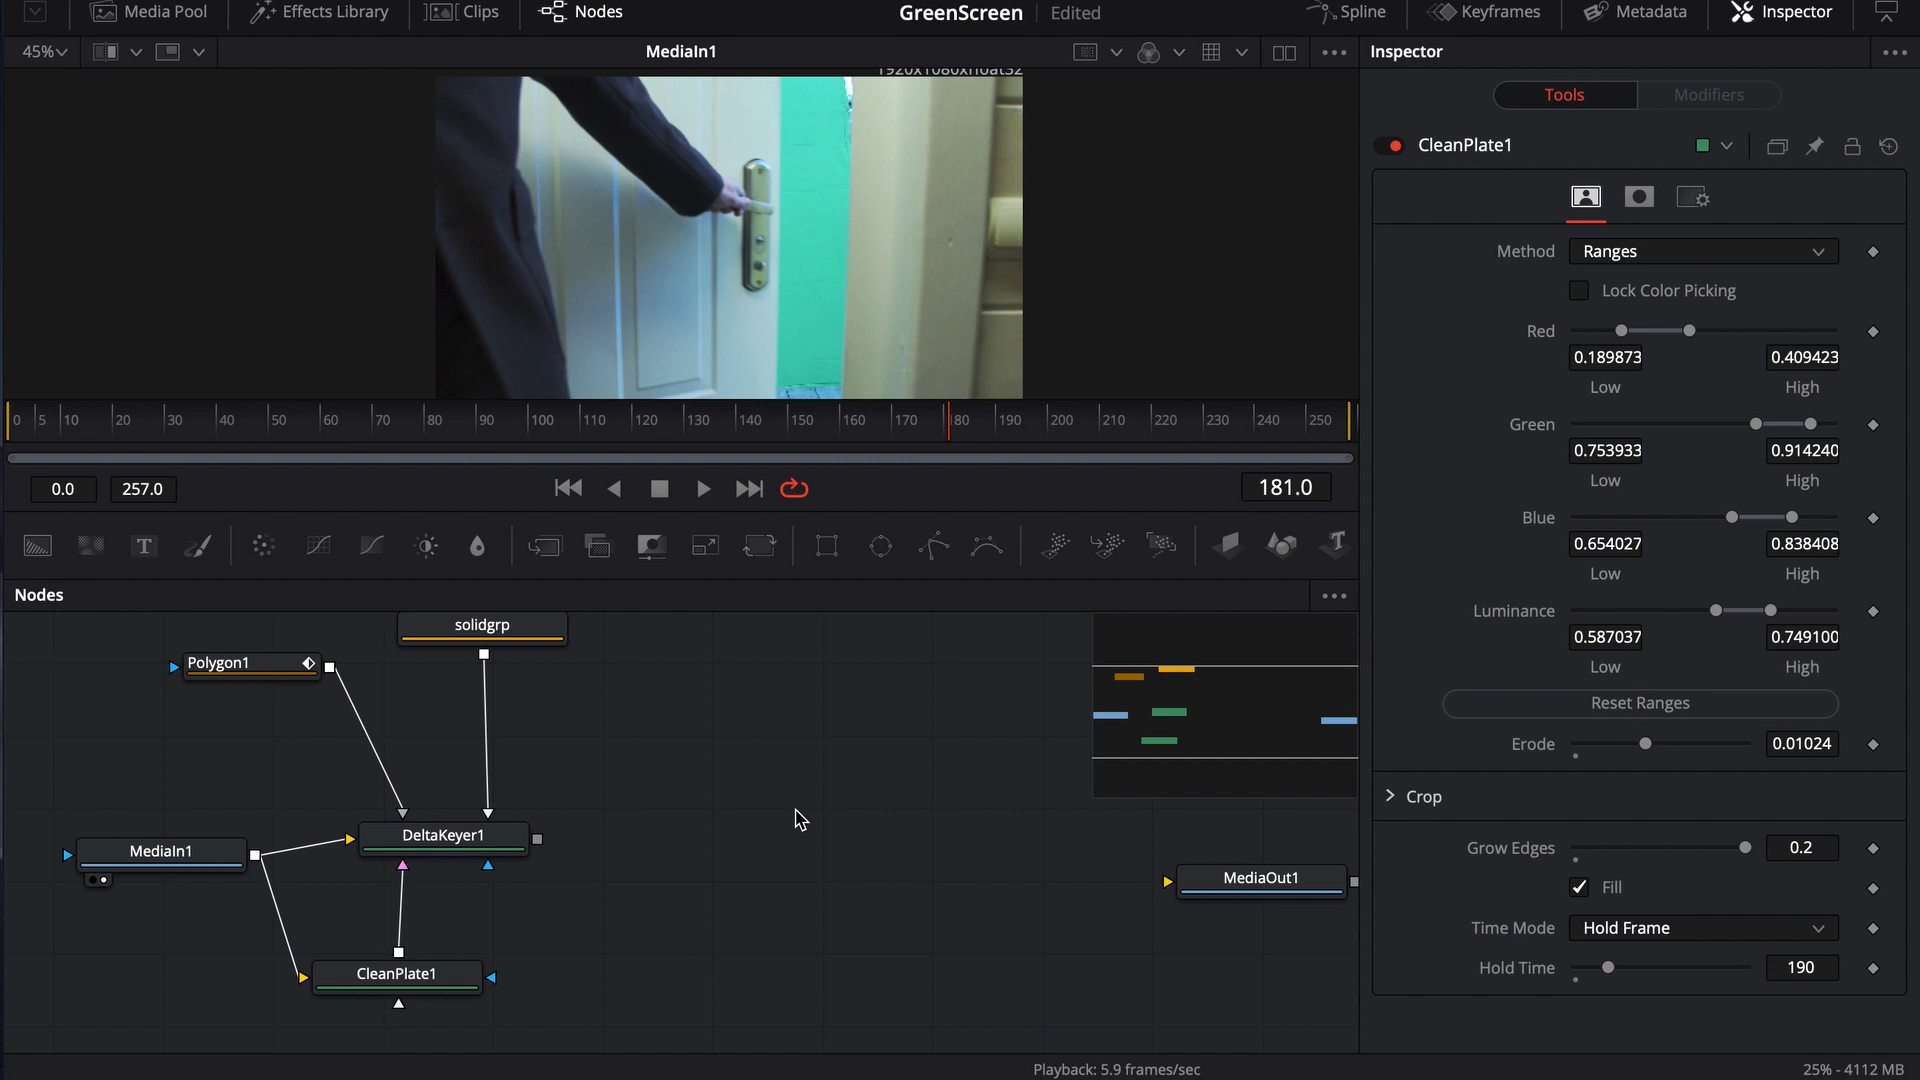 Media Pool
Effects Library
Clips
Nodes
GreenScreen
Edited
Spline
Keyframes
Metadata
Inspector
45%
MediaIn1
Inspector
1920x1080xfloat32
Tools
Modifiers
CleanPlate1
Method
Ranges
Lock Color Picking
Red
0.189873
0.409423
Low
High
Green
0.753933
0.914240
Low
High
Blue
0.654027
0.838408
Low
High
Luminance
0.587037
0.749100
Low
High
Reset Ranges
Erode
0.01024
Crop
Grow Edges
0.2
Fill
Time Mode
Hold Frame
Hold Time
190
0 5 10 20 30 40 50 60 70 80 90 100 110 120 130 140 150 160 170 180 190 200 210 220 230 240 250
0.0
257.0
181.0
T
Nodes
solidgrp
Polygon1
DeltaKeyer1
MediaIn1
MediaOut1
CleanPlate1
Playback: 5.9 frames/sec
25% - 4112 MB